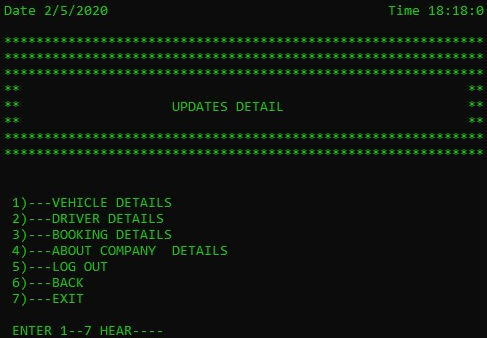 Date 2/5/2020 Time 18:18:0
************************************************************
************************************************************
************************************************************
** **
** UPDATES DETAIL **
** **
************************************************************
************************************************************
1)---VEHICLE DETAILS
2)---DRIVER DETAILS
3)---BOOKING DETAILS
4)---ABOUT COMPANY  DETAILS
5)---LOG OUT
6)---BACK
7)---EXIT
ENTER 1--7 HEAR----